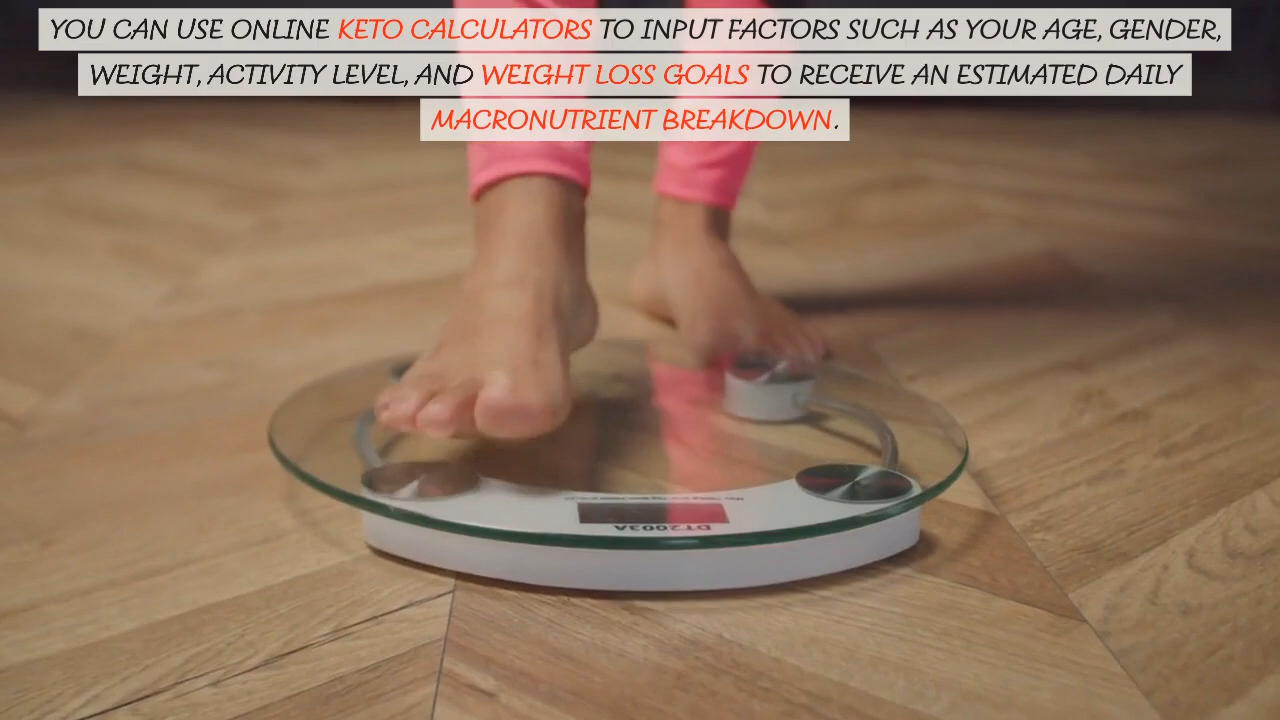 YOU CAN USE ONLINE KETO CALCULATORS TO INPUT FACTORS SUCH AS YOUR AGE, GENDER,
WEIGHT, ACTIVITY LEVEL, AND WEIGHT LOSS GOALS TO RECEIVE AN ESTIMATED DAILY
MACRONUTRIENT BREAKDOWN.
DT2003A